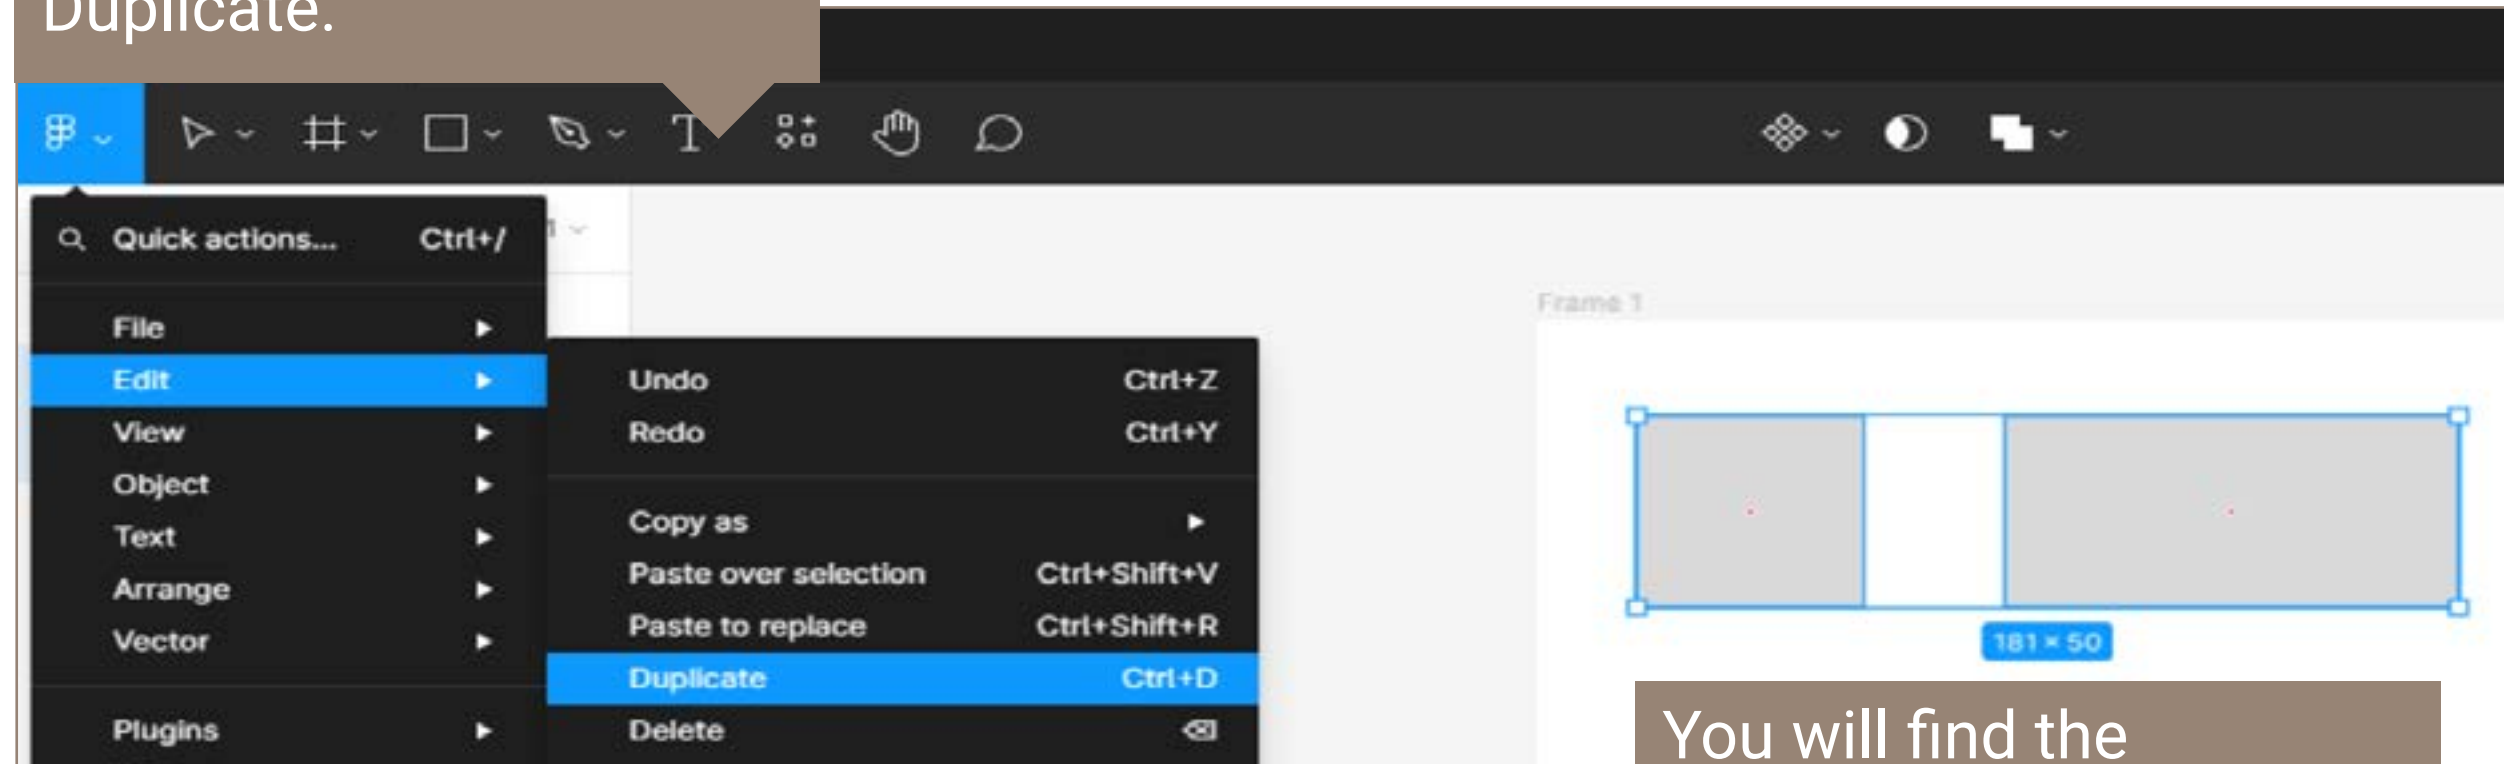 Duplicate.
Quick actions... Ctrl+/
File
Edit
View
Object
Text
Arrange
Vector
Plugins
Undo Ctrl+Z
Redo Ctrl+Y
Copy as
Paste over selection Ctrl+Shift+V
Paste to replace Ctrl+Shift+R
Duplicate Ctrl+D
Delete
Frame 1
181 × 50
You will find the